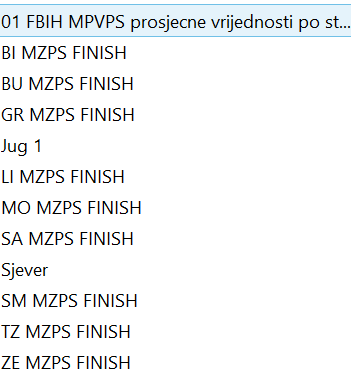 01 FBIH MPVPS prosjecne vrijednosti po st...
BI MZPS FINISH
BU MZPS FINISH
GR MZPS FINISH
Jug 1
LI MZPS FINISH
MO MZPS FINISH
SA MZPS FINISH
Sjever
SM MZPS FINISH
TZ MZPS FINISH
ZE MZPS FINISH